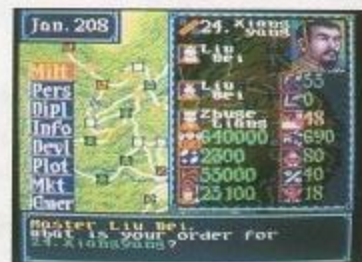 Jan. 208
24. Xiang
yang
Liu
Bei
Liu
Bei
Zhuge
Liang
Milt
Pers
Dipl
Info
Devl
Plot
Mkt
Emer
55
0
48
640000
690
2300
80
55000
40
25100
18
Master Liu Bei,
What is your order for
24.Xiangyang?